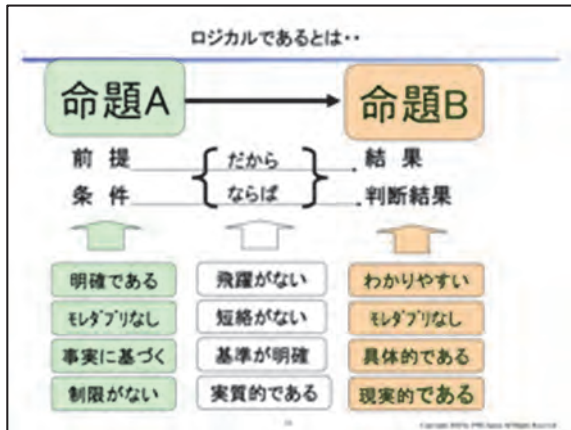 ロジカルであるとは‥
命題A
命題B
前提 だから 結果
条件 ならば 判断結果
明確である 飛躍がない わかりやすい
ﾓﾚﾀﾞﾌﾞﾘなし 短絡がない ﾓﾚﾀﾞﾌﾞﾘなし
事実に基づく 基準が明確 具体的である
制限がない 実質的である 現実的である